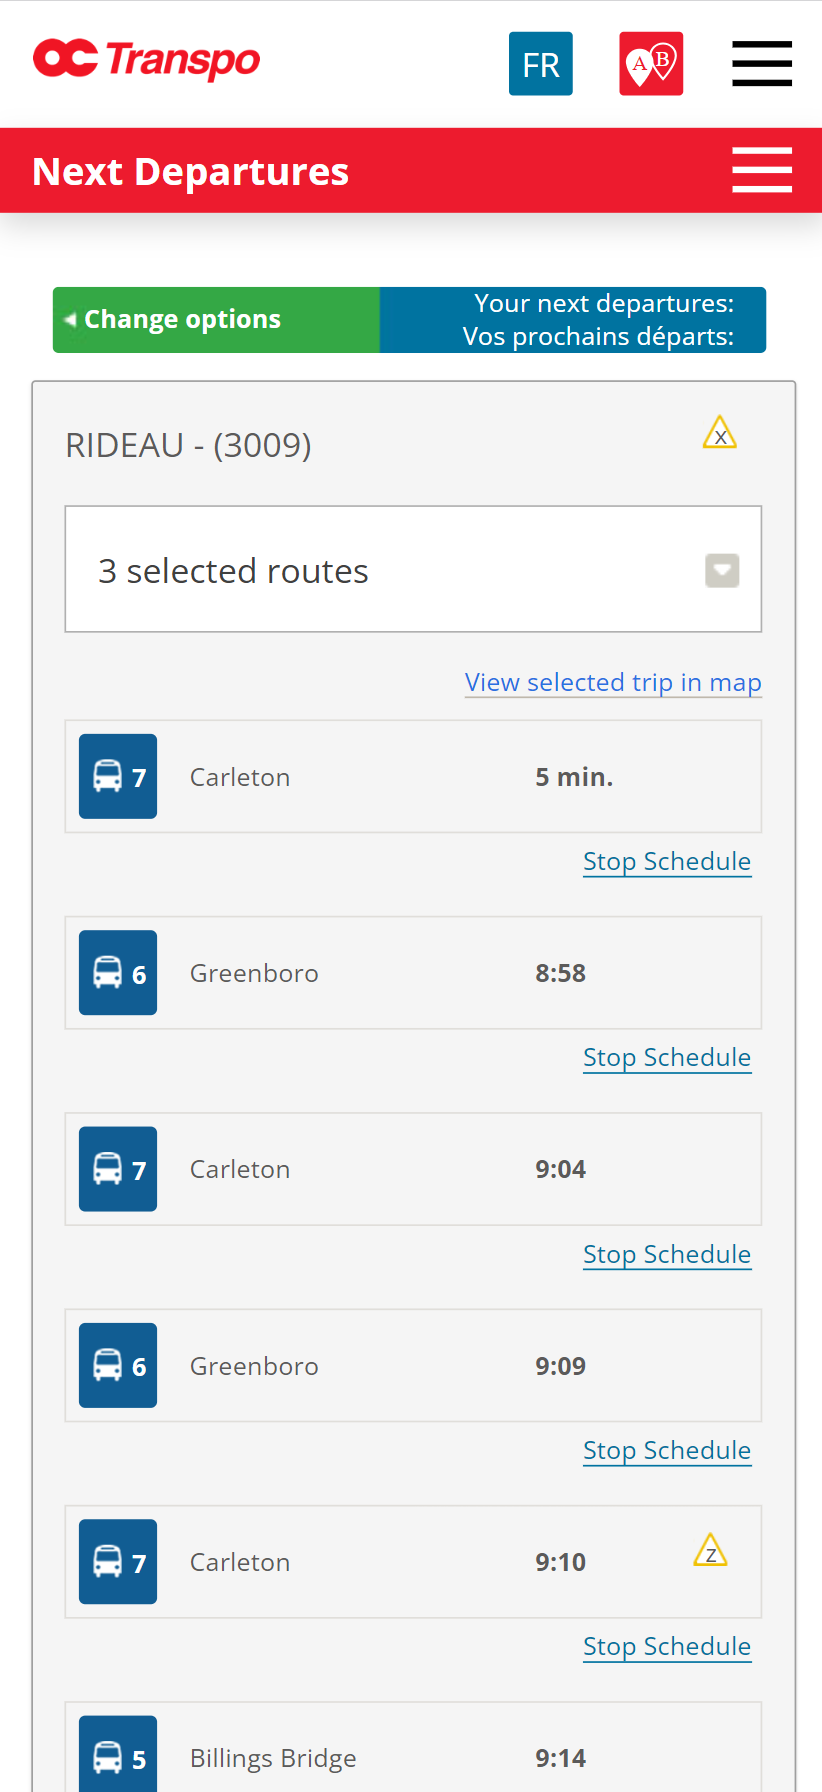 OC Transpo
FR
A B
Next Departures
Change options
Your next departures:
Vos prochains départs:
RIDEAU - (3009)
X
3 selected routes
View selected trip in map
7 Carleton 5 min.
Stop Schedule
6 Greenboro 8:58
Stop Schedule
7 Carleton 9:04
Stop Schedule
6 Greenboro 9:09
Stop Schedule
7 Carleton 9:10 Z
Stop Schedule
5 Billings Bridge 9:14